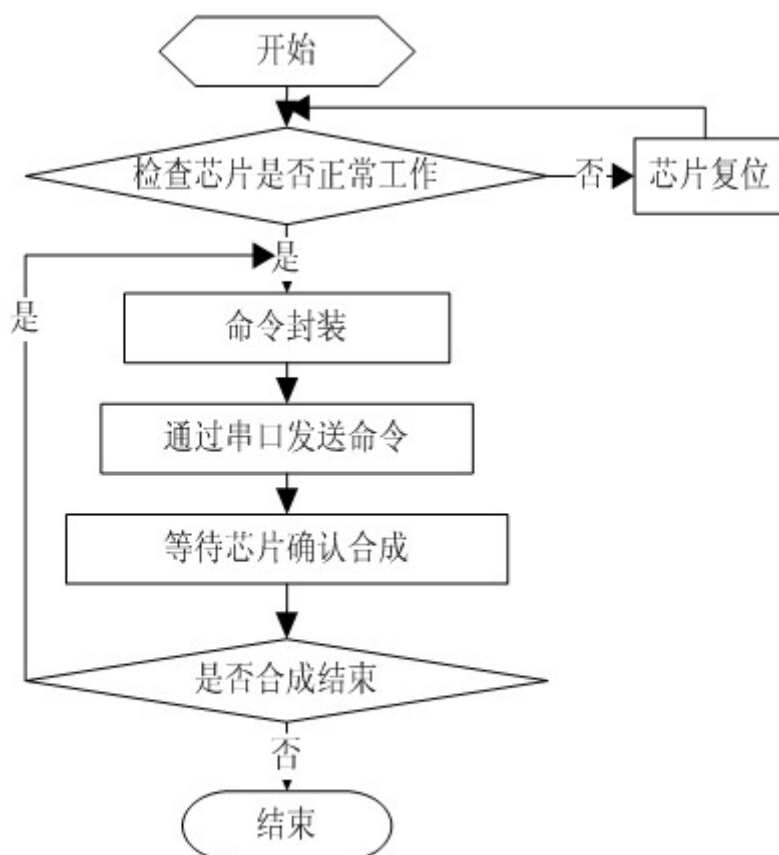 开始
检查芯片是否正常工作
否
芯片复位
是
是
命令封装
通过串口发送命令
等待芯片确认合成
是否合成结束
否
结束